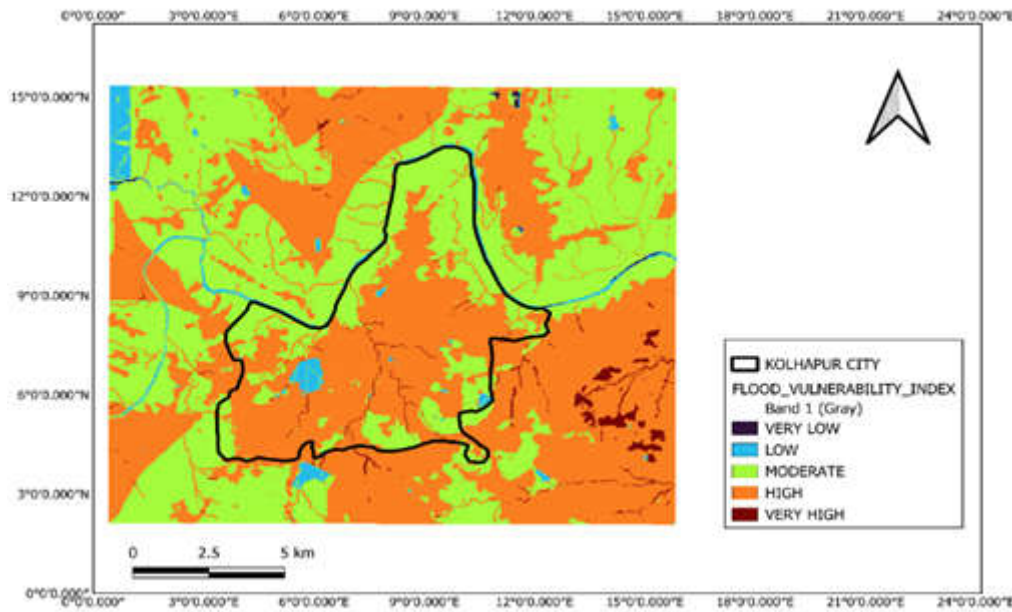 0°0'0.000"E 3°0'0.000"E 6°0'0.000"E 9°0'0.000"E 12°0'0.000"E 15°0'0.000"E 18°0'0.000"E 21°0'0.000"E 24°0'0.000"E
15°0'0.000"N
12°0'0.000"N
9°0'0.000"N
6°0'0.000"N
3°0'0.000"N
0°0'0.000"N
KOLHAPUR CITY
FLOOD_VULNERABILITY_INDEX
Band 1 (Gray)
VERY LOW
LOW
MODERATE
HIGH
VERY HIGH
0 2.5 5 km
0°0'0.000"E 3°0'0.000"E 6°0'0.000"E 9°0'0.000"E 12°0'0.000"E 15°0'0.000"E 18°0'0.000"E 21°0'0.000"E 24°0'0.000"E